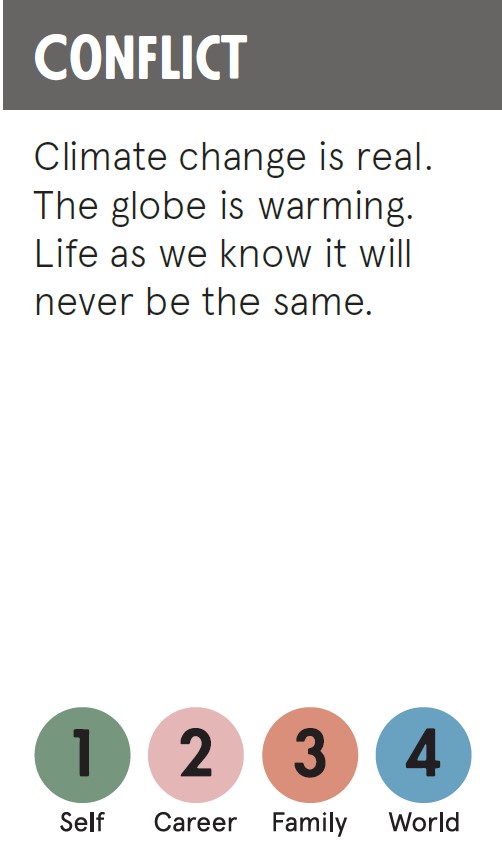 CONFLICT
Climate change is real.
The globe is warming.
Life as we know it will
never be the same.
1 2 3 4
Self Career Family World